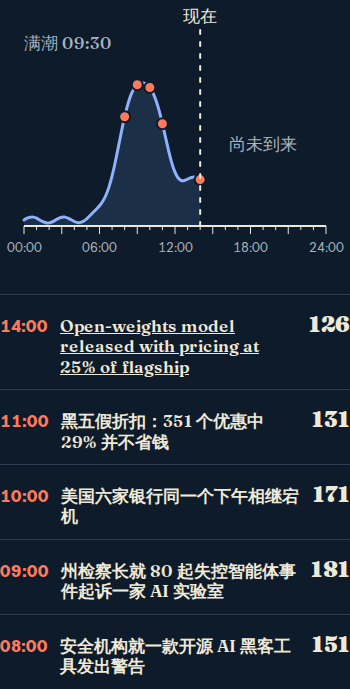 现在
满潮 09:30
尚未到来
00:00 06:00 12:00 18:00 24:00
14:00 Open-weights model 126
released with pricing at
25% of flagship
11:00 黑五假折扣：351 个优惠中 131
29% 并不省钱
10:00 美国六家银行同一个下午相继宕 171
机
09:00 州检察长就 80 起失控智能体事 181
件起诉一家 AI 实验室
08:00 安全机构就一款开源 AI 黑客工 151
具发出警告